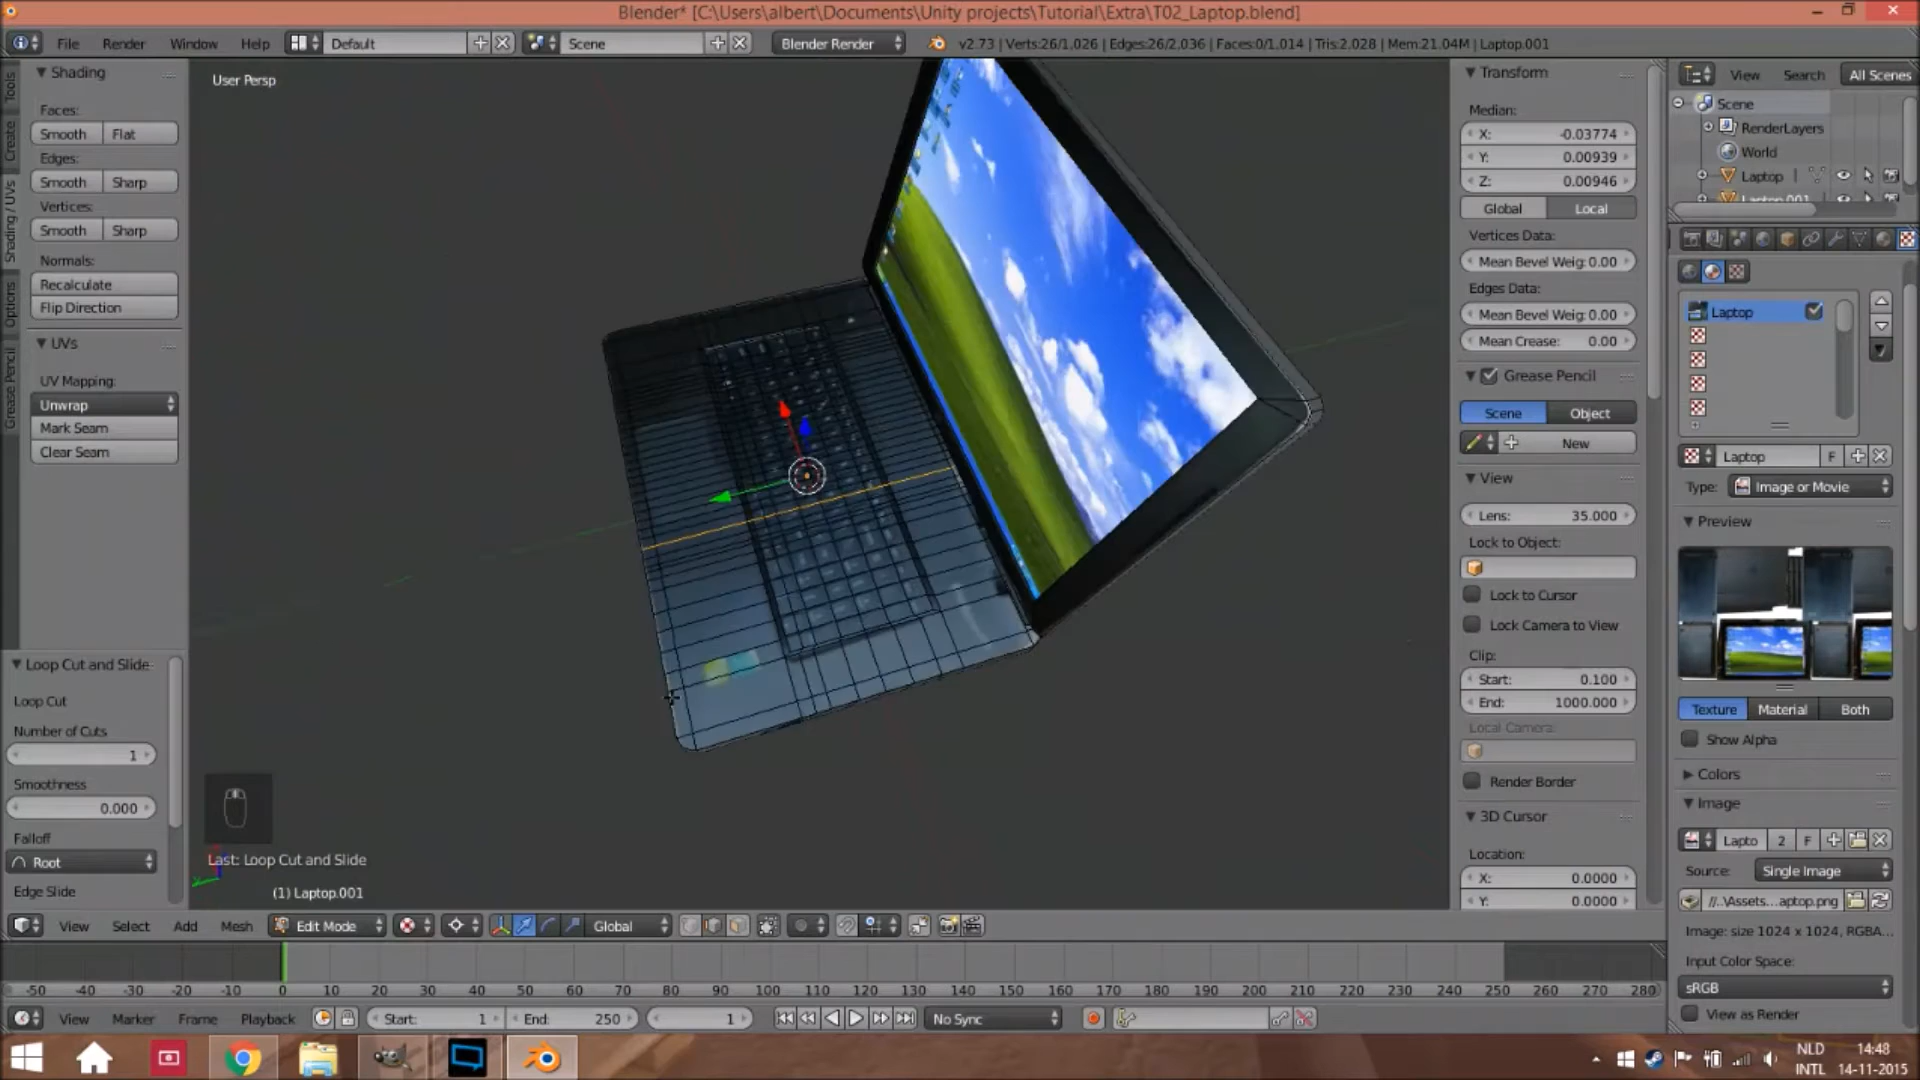 Blender* [C:\Users\albert\Documents\Unity projects\Tutorial\Extra\T02_Laptop.blend]
File Render Window Help Default Scene Blender Render v2.73 | Verts:26/1,026 | Edges:26/2,036 | Faces:0/1,014 | Tris:2,028 | Mem:21.04M | Laptop.001
Tools
Create
Shading / UVs
Options
Grease Pencil
Shading
Faces:
Smooth Flat
Edges:
Smooth Sharp
Vertices:
Smooth Sharp
Normals:
Recalculate
Flip Direction
UVs
UV Mapping:
Unwrap
Mark Seam
Clear Seam
Loop Cut and Slide
Loop Cut
Number of Cuts
1
Smoothness
0.000
Falloff
Root
Edge Slide
User Persp
Last: Loop Cut and Slide
(1) Laptop.001
Transform
Median:
X: -0.03774
Y: 0.00939
Z: 0.00946
Global Local
Vertices Data:
Mean Bevel Weig: 0.00
Edges Data:
Mean Bevel Weig: 0.00
Mean Crease: 0.00
Grease Pencil
Scene Object
New
View
Lens: 35.000
Lock to Object:
Lock to Cursor
Lock Camera to View
Clip:
Start: 0.100
End: 1000.000
Local Camera:
Render Border
3D Cursor
Location:
X: 0.0000
Y: 0.0000
View Search All Scenes
Scene
RenderLayers
World
Laptop
Laptop.001
Laptop
Laptop F
Type: Image or Movie
Preview
Texture Material Both
Show Alpha
Colors
Image
Lapto 2 F
Source: Single Image
//..\Assets...aptop.png
Image: size 1024 x 1024, RGBA...
Input Color Space:
sRGB
View as Render
View Select Add Mesh Edit Mode Global
-50 -40 -30 -20 -10 0 10 20 30 40 50 60 70 80 90 100 110 120 130 140 150 160 170 180 190 200 210 220 230 240 250 260 270 280
View Marker Frame Playback Start: 1 End: 250 1 No Sync
NLD 14:48
INTL 14-11-2015